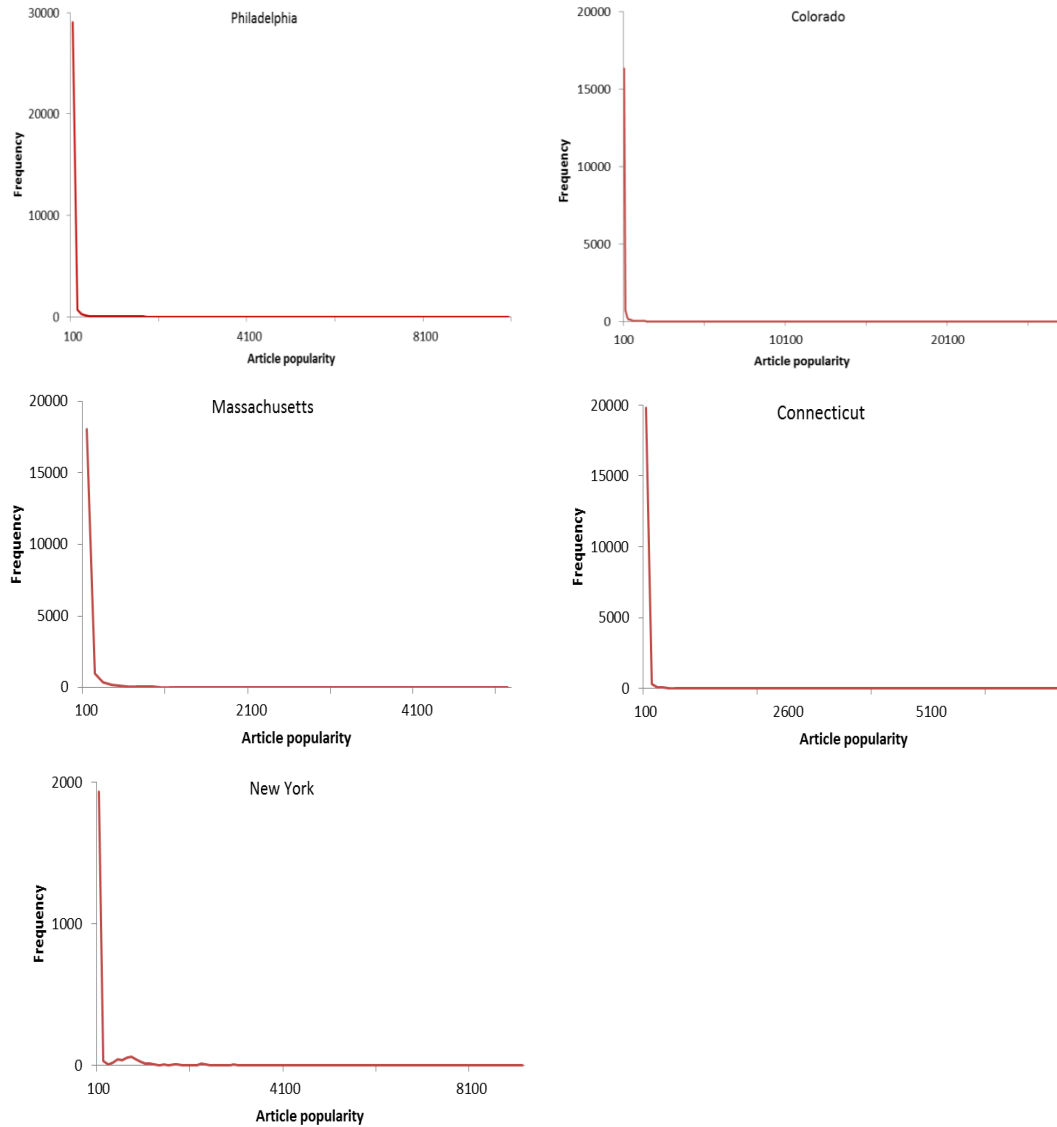 Philadelphia
30000
20000
10000
0
Frequency
100 4100 8100
Article popularity
Colorado
20000
15000
10000
5000
0
Frequency
100 10100 20100
Article popularity
Massachusetts
20000
15000
10000
5000
0
Frequency
100 2100 4100
Article popularity
Connecticut
20000
15000
10000
5000
0
Frequency
100 2600 5100
Article popularity
New York
2000
1000
0
Frequency
100 4100 8100
Article popularity